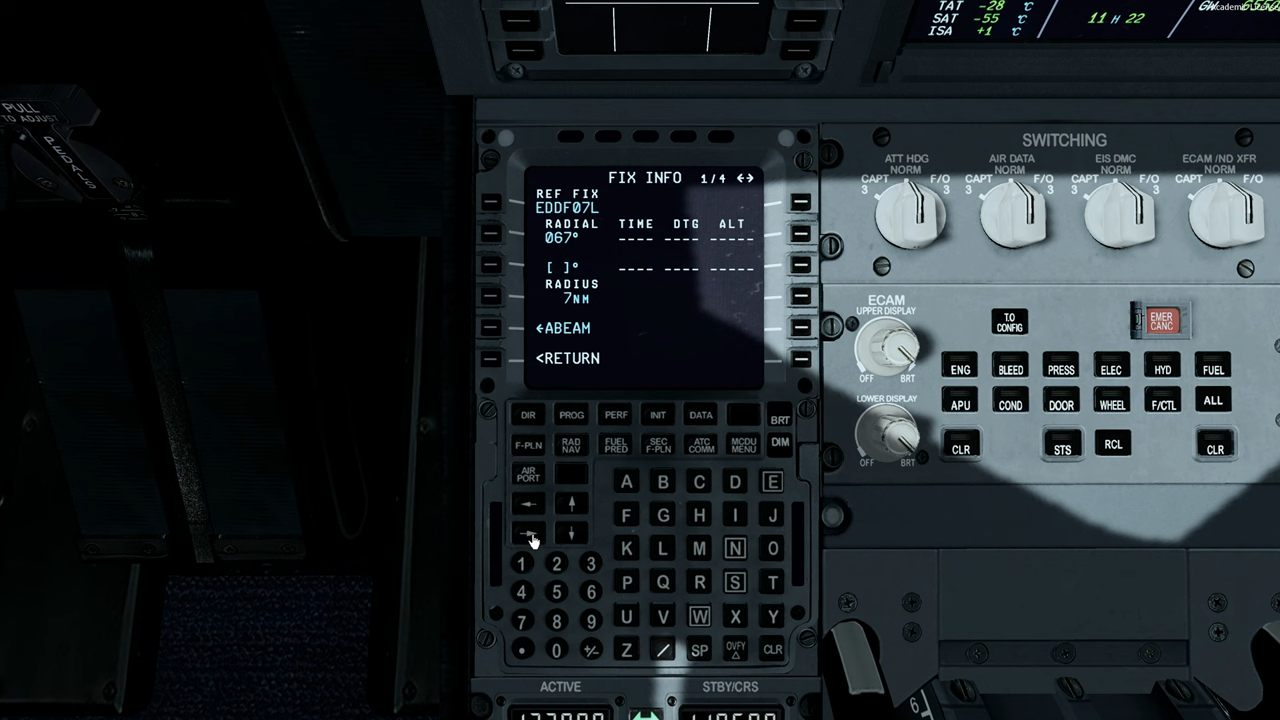 TAT -28 °C
SAT -55 °C
ISA +1 °C
11 H 22
GW
PULL
TO ADJUST
PEDALS
FIX INFO 1/4 ↔
REF FIX
EDDF07L
RADIAL TIME DTG ALT
067° ---- ---- -----
[ ]° ---- ---- -----
RADIUS
7NM
←ABEAM
<RETURN
DIR PROG PERF INIT DATA BRT
F-PLN RAD NAV FUEL PRED SEC F-PLN ATC COMM MCDU MENU DIM
AIR PORT
← ↑
→ ↓
A B C D E
F G H I J
K L M N O
1 2 3
P Q R S T
4 5 6
U V W X Y
7 8 9
Z / SP OVFY △ CLR
• 0 +/-
ACTIVE STBY/CRS
SWITCHING
ATT HDG AIR DATA EIS DMC ECAM /ND XFR
NORM NORM NORM NORM
CAPT F/O CAPT F/O CAPT F/O CAPT F/O
3 3 3 3 3 3
ECAM
UPPER DISPLAY
OFF BRT
T.O CONFIG
EMER CANC
ENG BLEED PRESS ELEC HYD FUEL
APU COND DOOR WHEEL F/CTL ALL
LOWER DISPLAY
OFF BRT
CLR STS RCL CLR